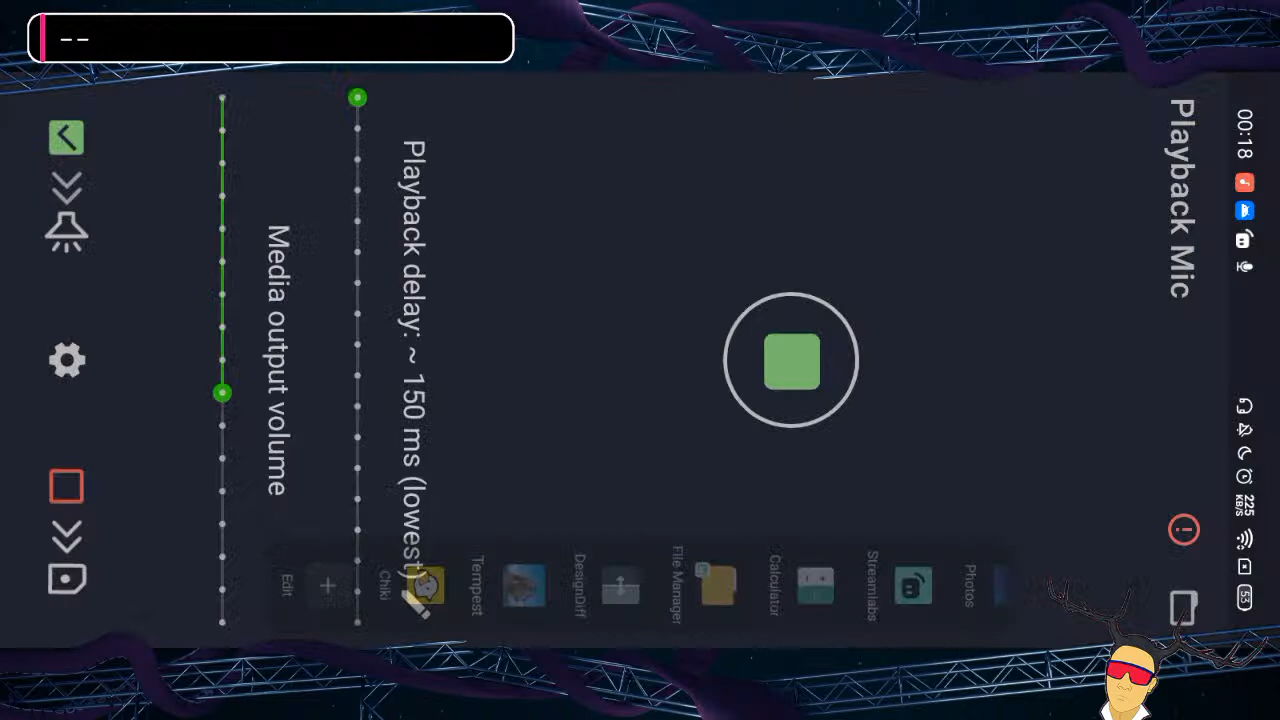 --
00:18
225
KB/S
53
Playback Mic
Photos
Streamlabs
Calculator
File Manager
DesignDiff
Tempest
Chiki
Edit
Playback delay: ~ 150 ms (lowest)
Media output volume